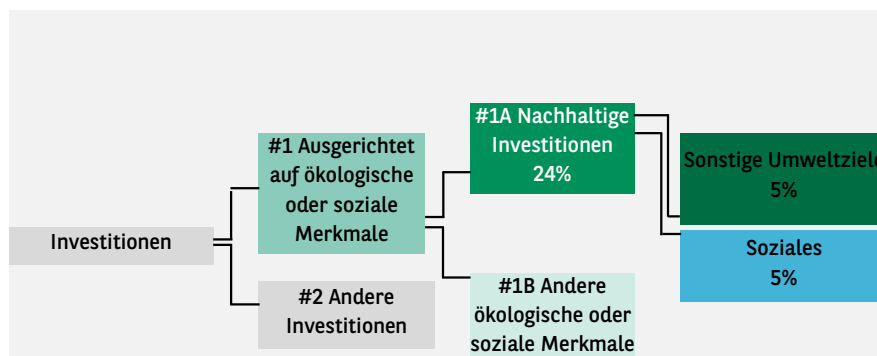 Investitionen
#1 Ausgerichtet
auf ökologische
oder soziale
Merkmale
#2 Andere
Investitionen
#1A Nachhaltige
Investitionen
24%
#1B Andere
ökologische oder
soziale Merkmale
Sonstige Umweltziele
5%
Soziales
5%